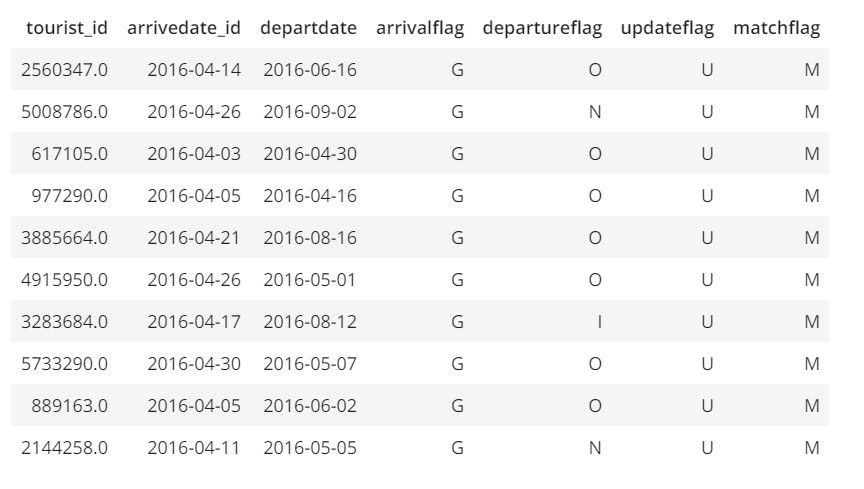 tourist_id arrivedate_id departdate arrivalflag departureflag updateflag matchflag
2560347.0 2016-04-14 2016-06-16 G O U M
5008786.0 2016-04-26 2016-09-02 G N U M
617105.0 2016-04-03 2016-04-30 G O U M
977290.0 2016-04-05 2016-04-16 G O U M
3885664.0 2016-04-21 2016-08-16 G O U M
4915950.0 2016-04-26 2016-05-01 G O U M
3283684.0 2016-04-17 2016-08-12 G I U M
5733290.0 2016-04-30 2016-05-07 G O U M
889163.0 2016-04-05 2016-06-02 G O U M
2144258.0 2016-04-11 2016-05-05 G N U M